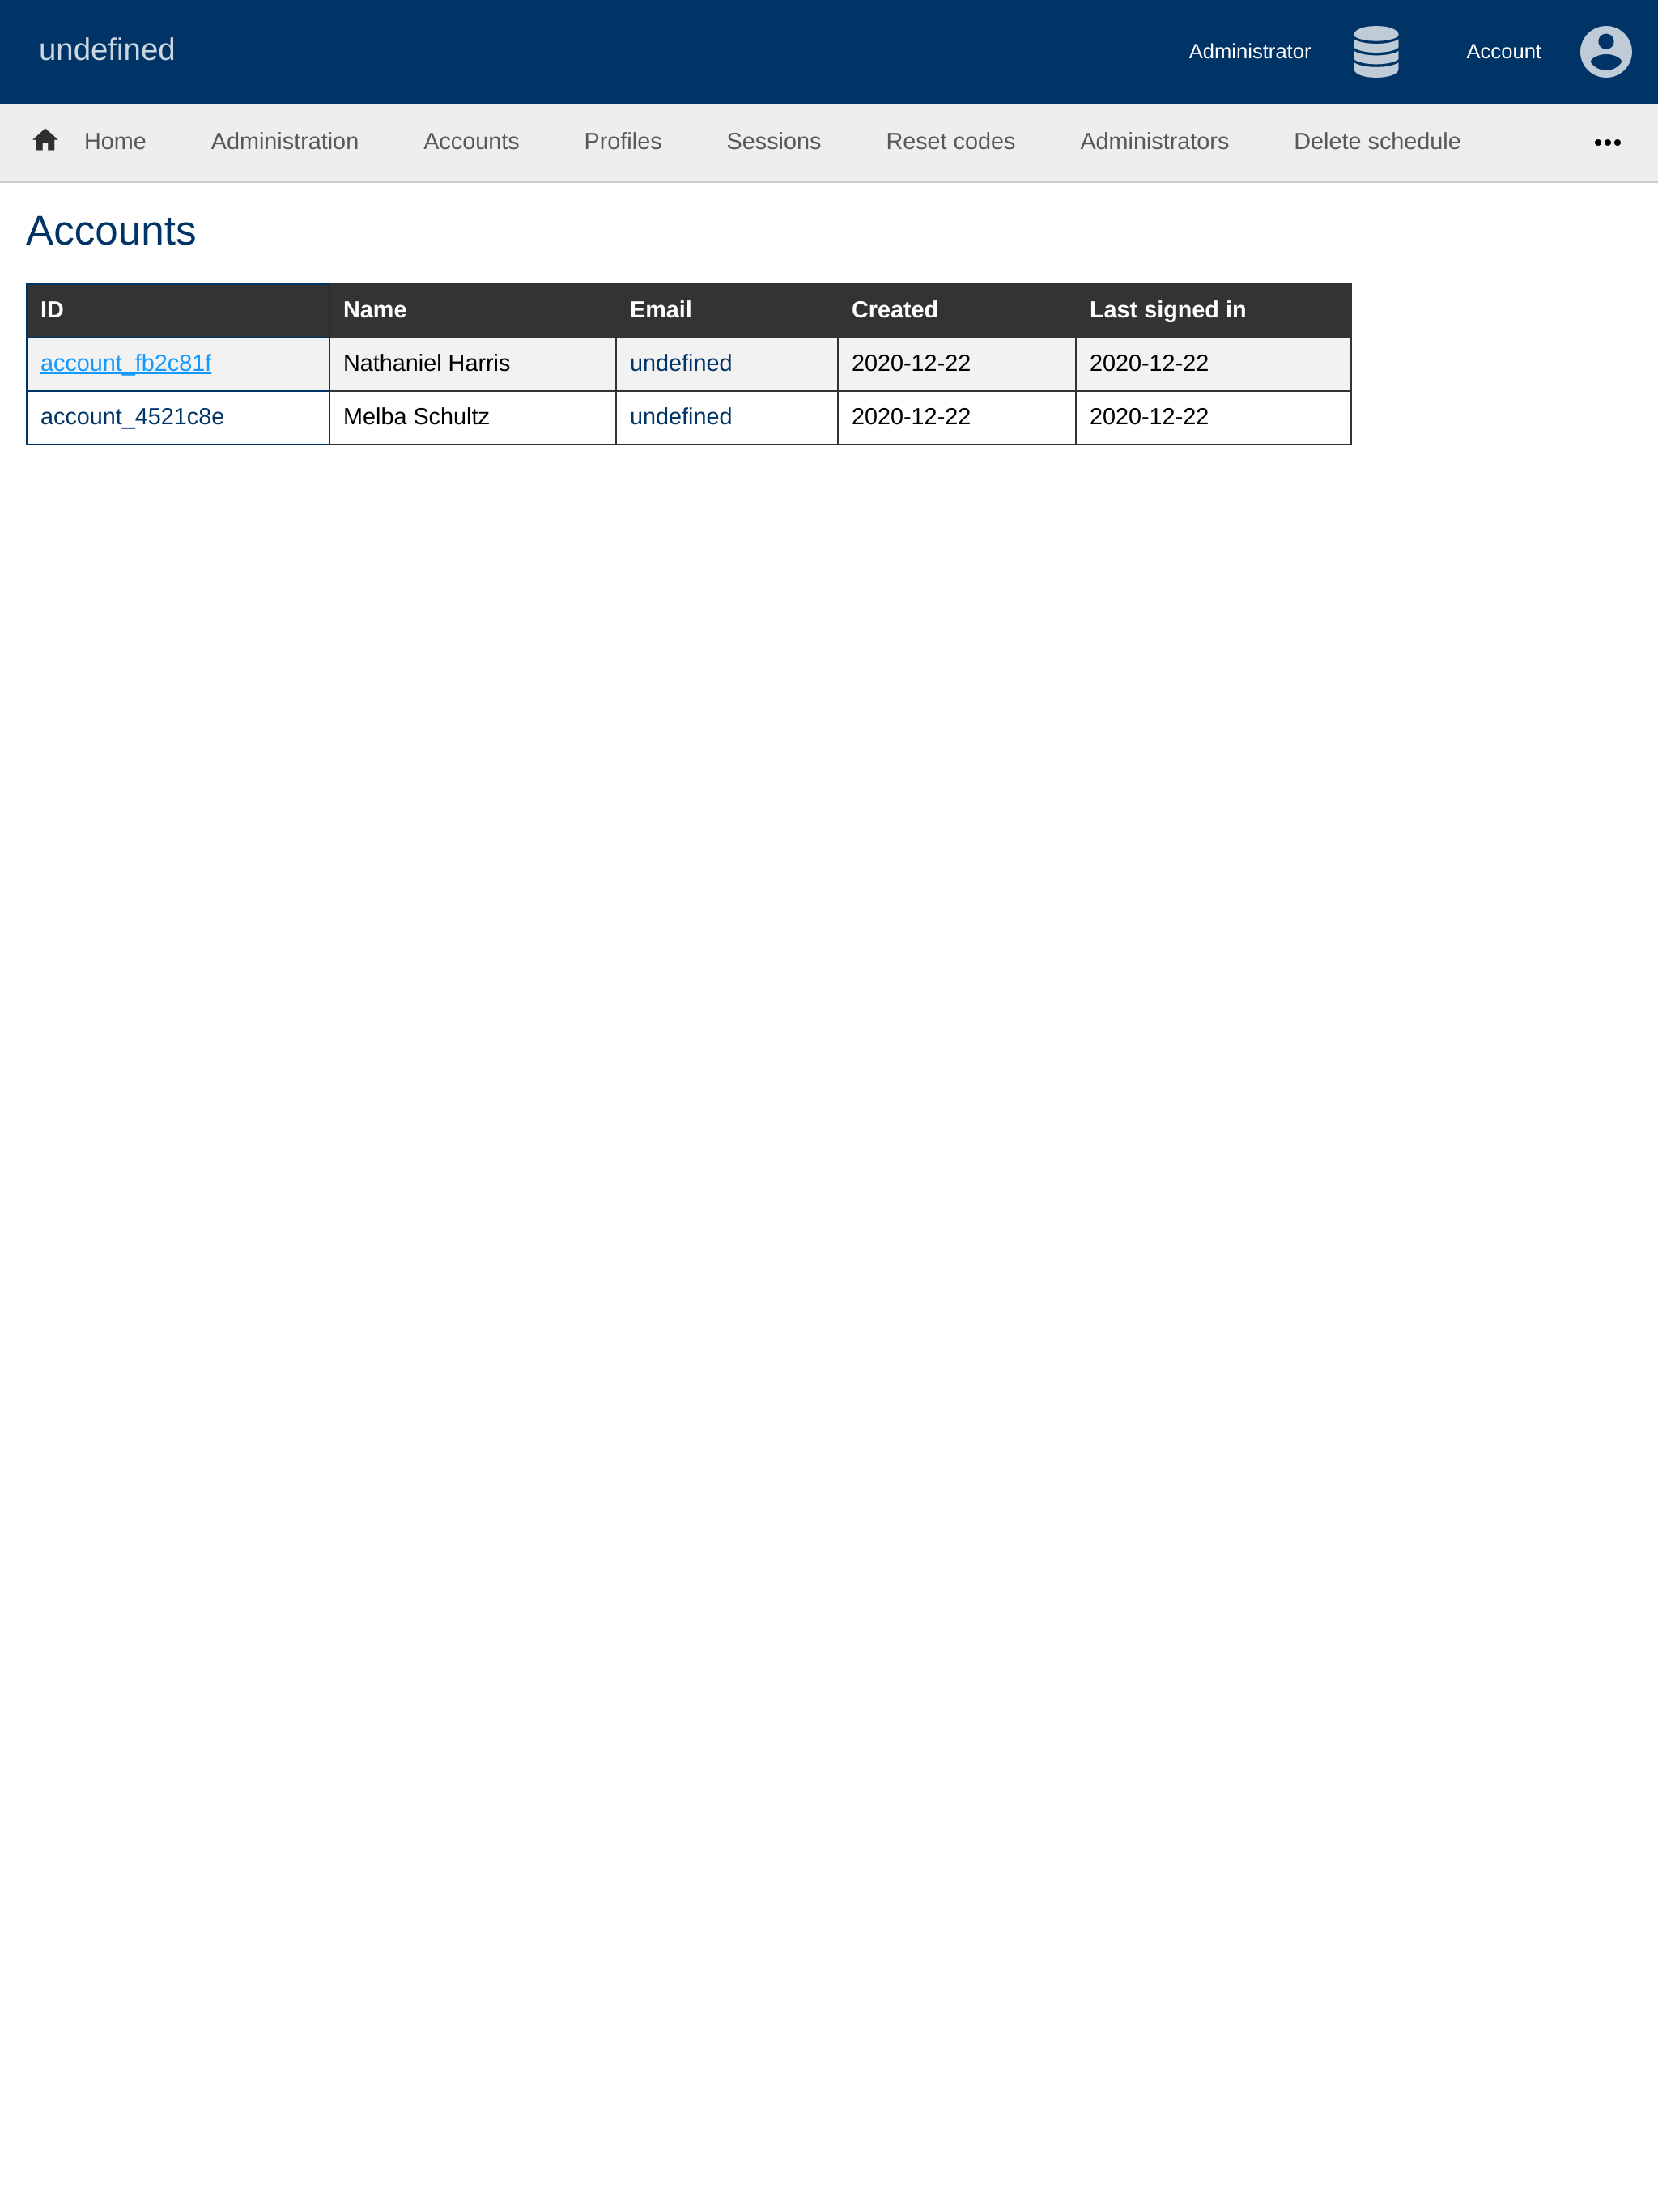 undefined Administrator Account
Home Administration Accounts Profiles Sessions Reset codes Administrators Delete schedule
Accounts
ID Name Email Created Last signed in
account_fb2c81f Nathaniel Harris undefined 2020-12-22 2020-12-22
account_4521c8e Melba Schultz undefined 2020-12-22 2020-12-22